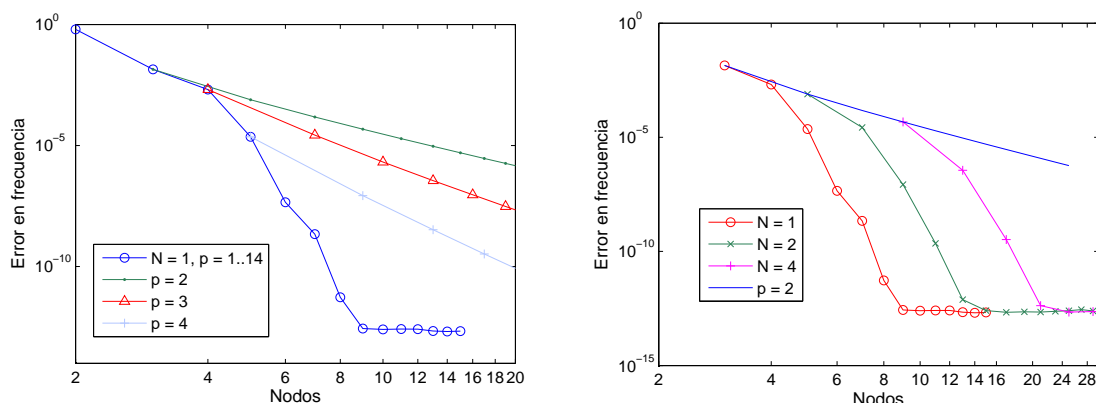 10^0
10^-5
10^-10
Error en frecuencia
N = 1, p = 1..14
p = 2
p = 3
p = 4
2 4 6 8 10 12 14 16 18 20
Nodos
10^0
10^-5
10^-10
10^-15
Error en frecuencia
N = 1
N = 2
N = 4
p = 2
2 4 6 8 10 12 14 16 20 24 28
Nodos